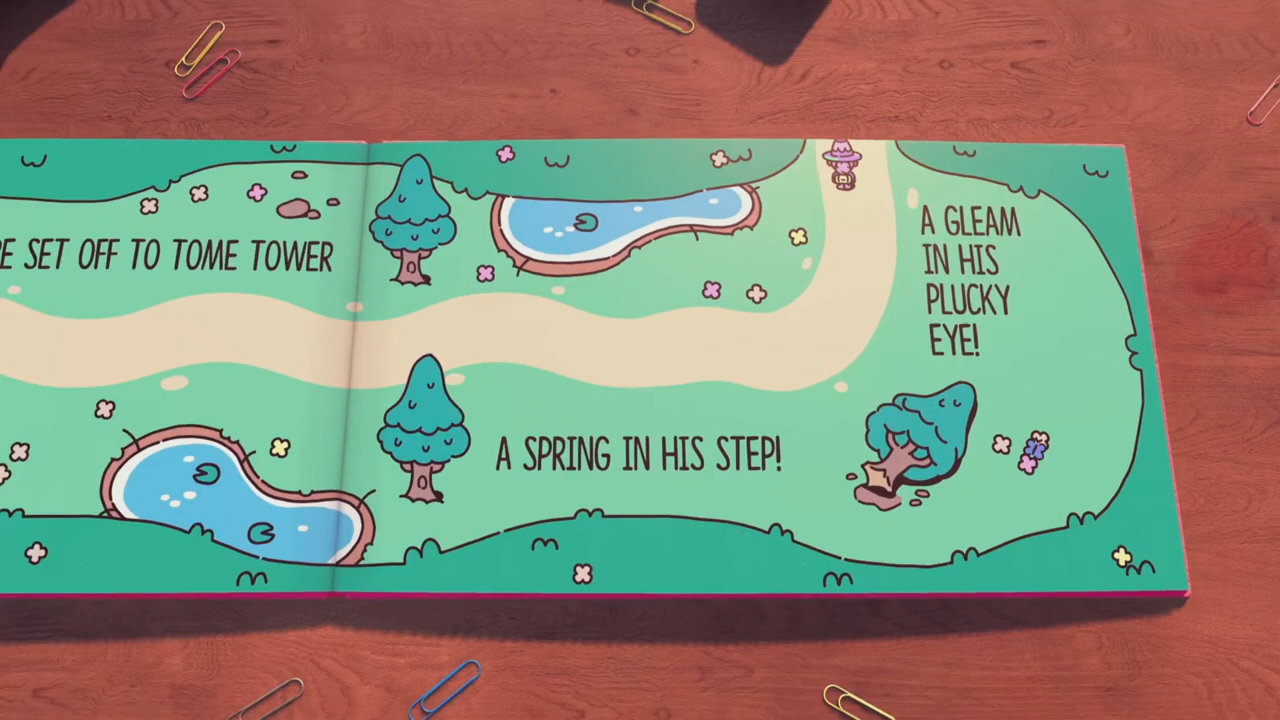 SET OFF TO TOME TOWER
A GLEAM
IN HIS
PLUCKY
EYE!
A SPRING IN HIS STEP!